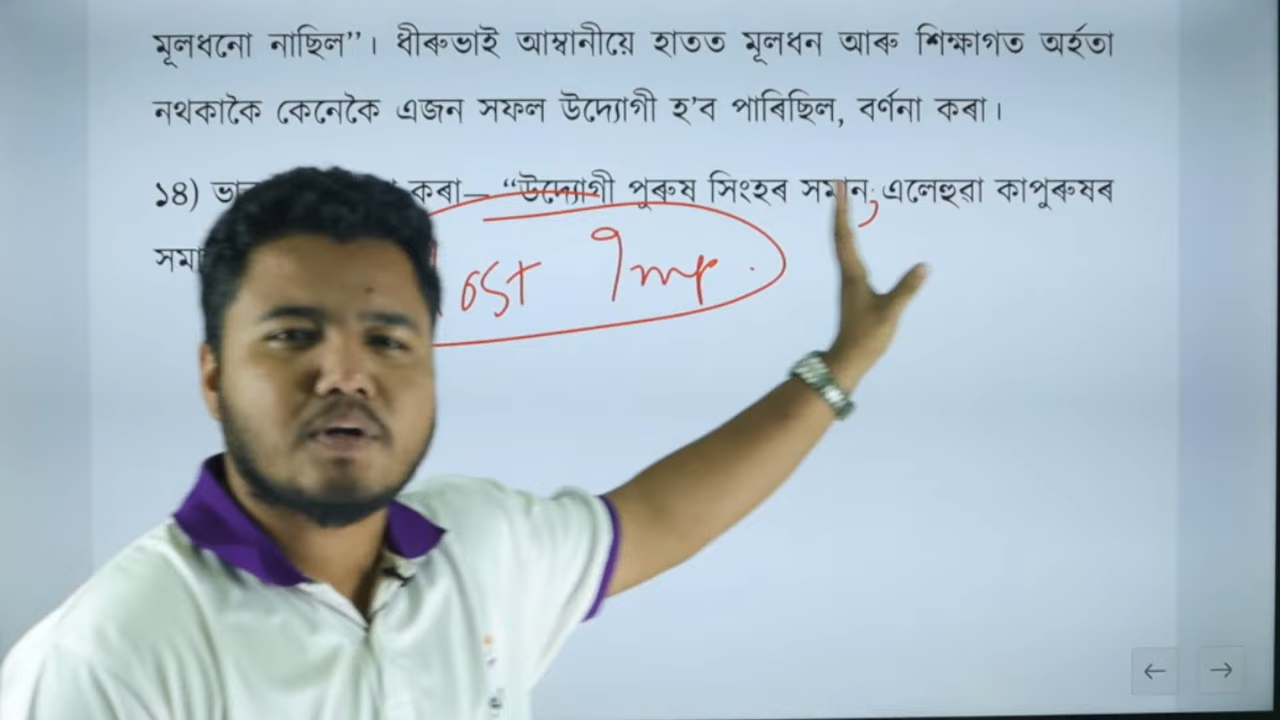 মূলধনো নাছিল”। ধীৰুভাই আম্বানীয়ে হাতত মূলধন আৰু শিক্ষাগত অৰ্হতা
নথকাকৈ কেনেকৈ এজন সফল উদ্যোগী হ’ব পাৰিছিল, বৰ্ণনা কৰা।
১৪) কৰা— “উদ্যোগী পুৰুষ সিংহৰ সমান, এলেহুৱা কাপুৰুষৰ
ost Imp.